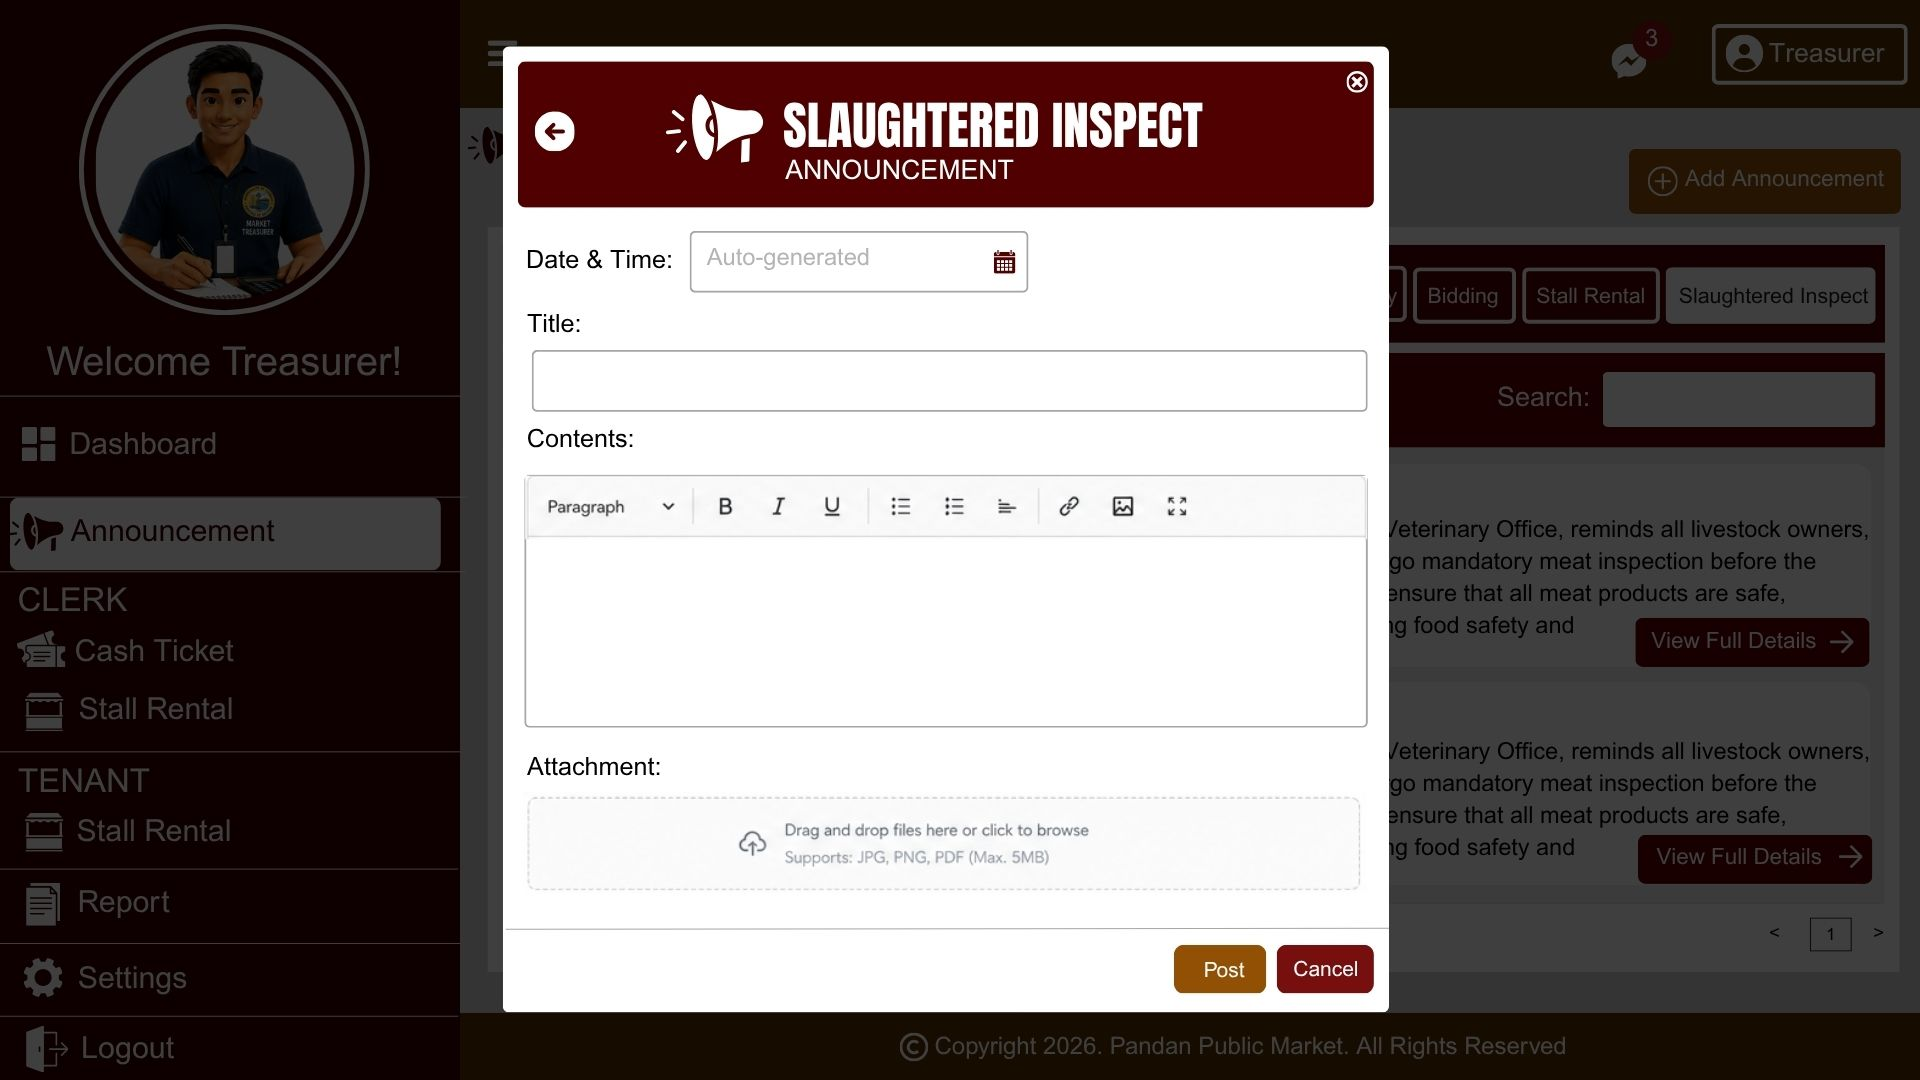 MARKET
TREASURER
Welcome Treasurer!
Dashboard
Announcement
CLERK
Cash Ticket
Stall Rental
TENANT
Stall Rental
Report
Settings
Logout
3
Treasurer
Add Announcement
Bidding
Stall Rental
Slaughtered Inspect
Search:
SLAUGHTERED INSPECT
ANNOUNCEMENT
Date & Time:
Auto-generated
Title:
Contents:
Paragraph
B I U
Attachment:
Drag and drop files here or click to browse
Supports: JPG, PNG, PDF (Max. 5MB)
Post
Cancel
Veterinary Office, reminds all livestock owners,
go mandatory meat inspection before the
ensure that all meat products are safe,
ng food safety and
View Full Details
Veterinary Office, reminds all livestock owners,
go mandatory meat inspection before the
ensure that all meat products are safe,
ng food safety and
View Full Details
< 1 >
© Copyright 2026. Pandan Public Market. All Rights Reserved